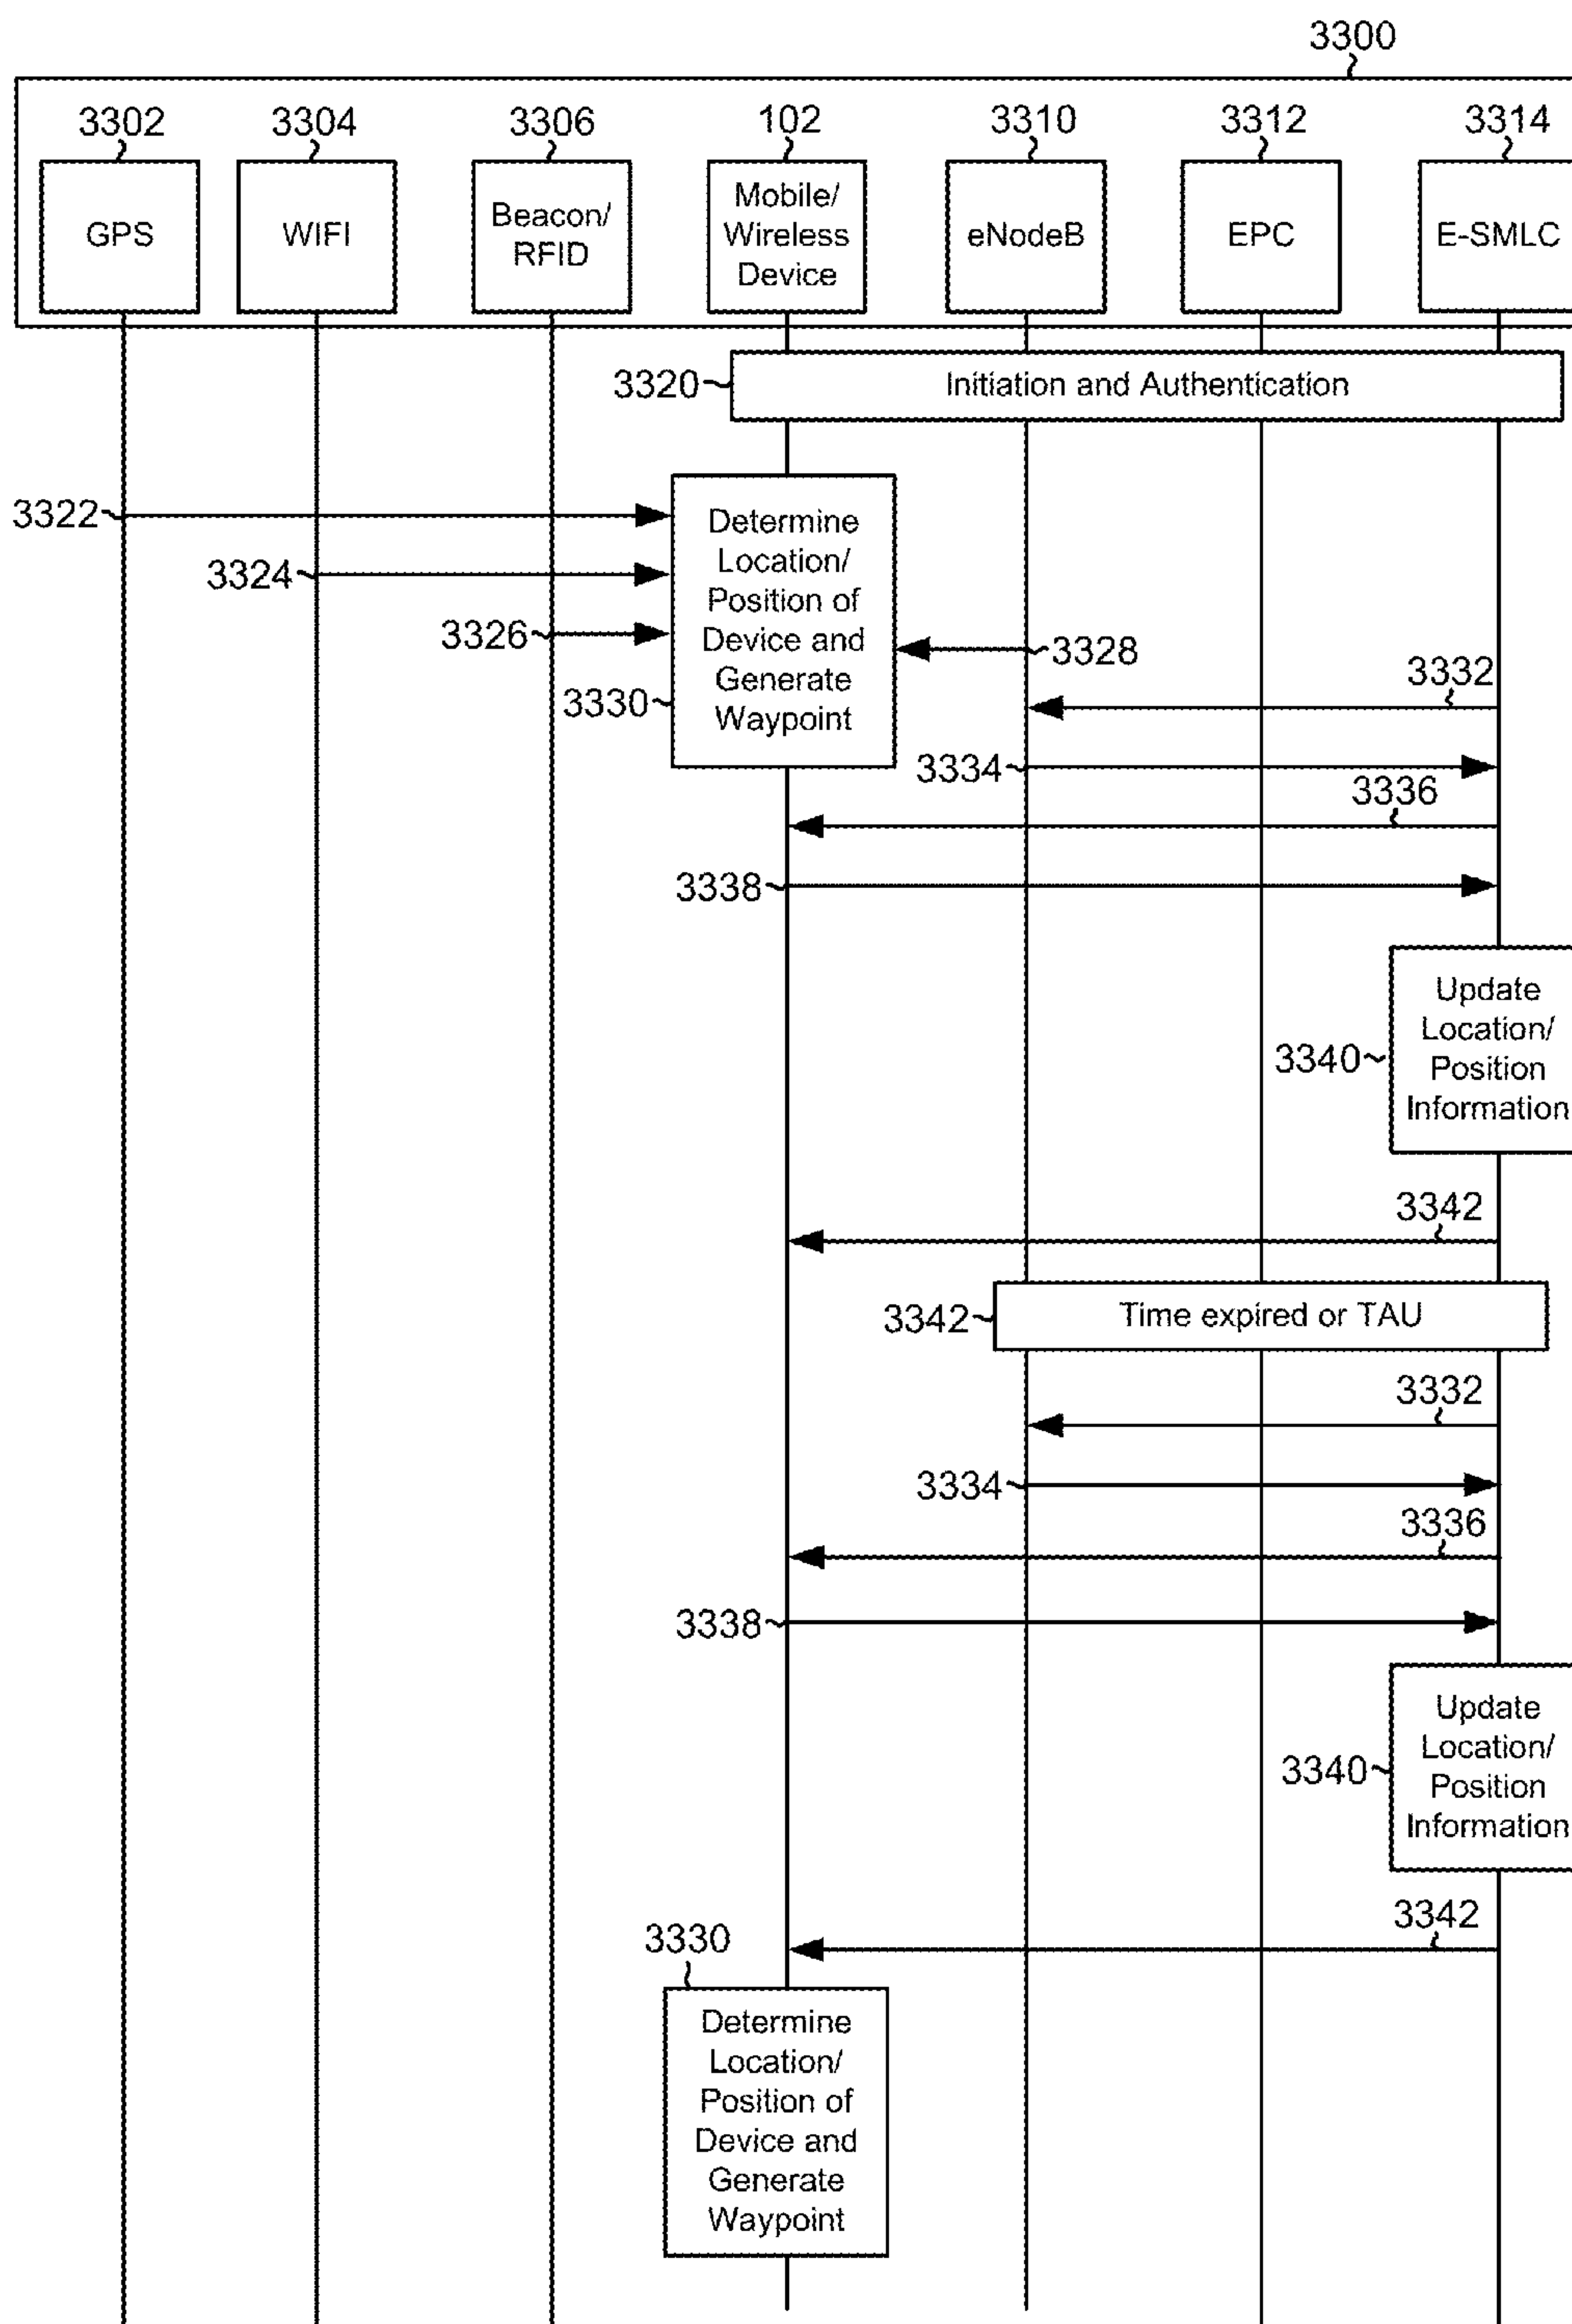 3300
3302 3304 3306 102 3310 3312 3314
GPS
WIFI
Beacon/
RFID
Mobile/
Wireless
Device
eNodeB
EPC
E-SMLC
3320
Initiation and Authentication
3322
3324
3326
3330
Determine
Location/
Position of
Device and
Generate
Waypoint
3328
3332
3334
3336
3338
3340
Update
Location/
Position
Information
3342
3342
Time expired or TAU
3332
3334
3336
3338
3340
Update
Location/
Position
Information
3342
3330
Determine
Location/
Position of
Device and
Generate
Waypoint